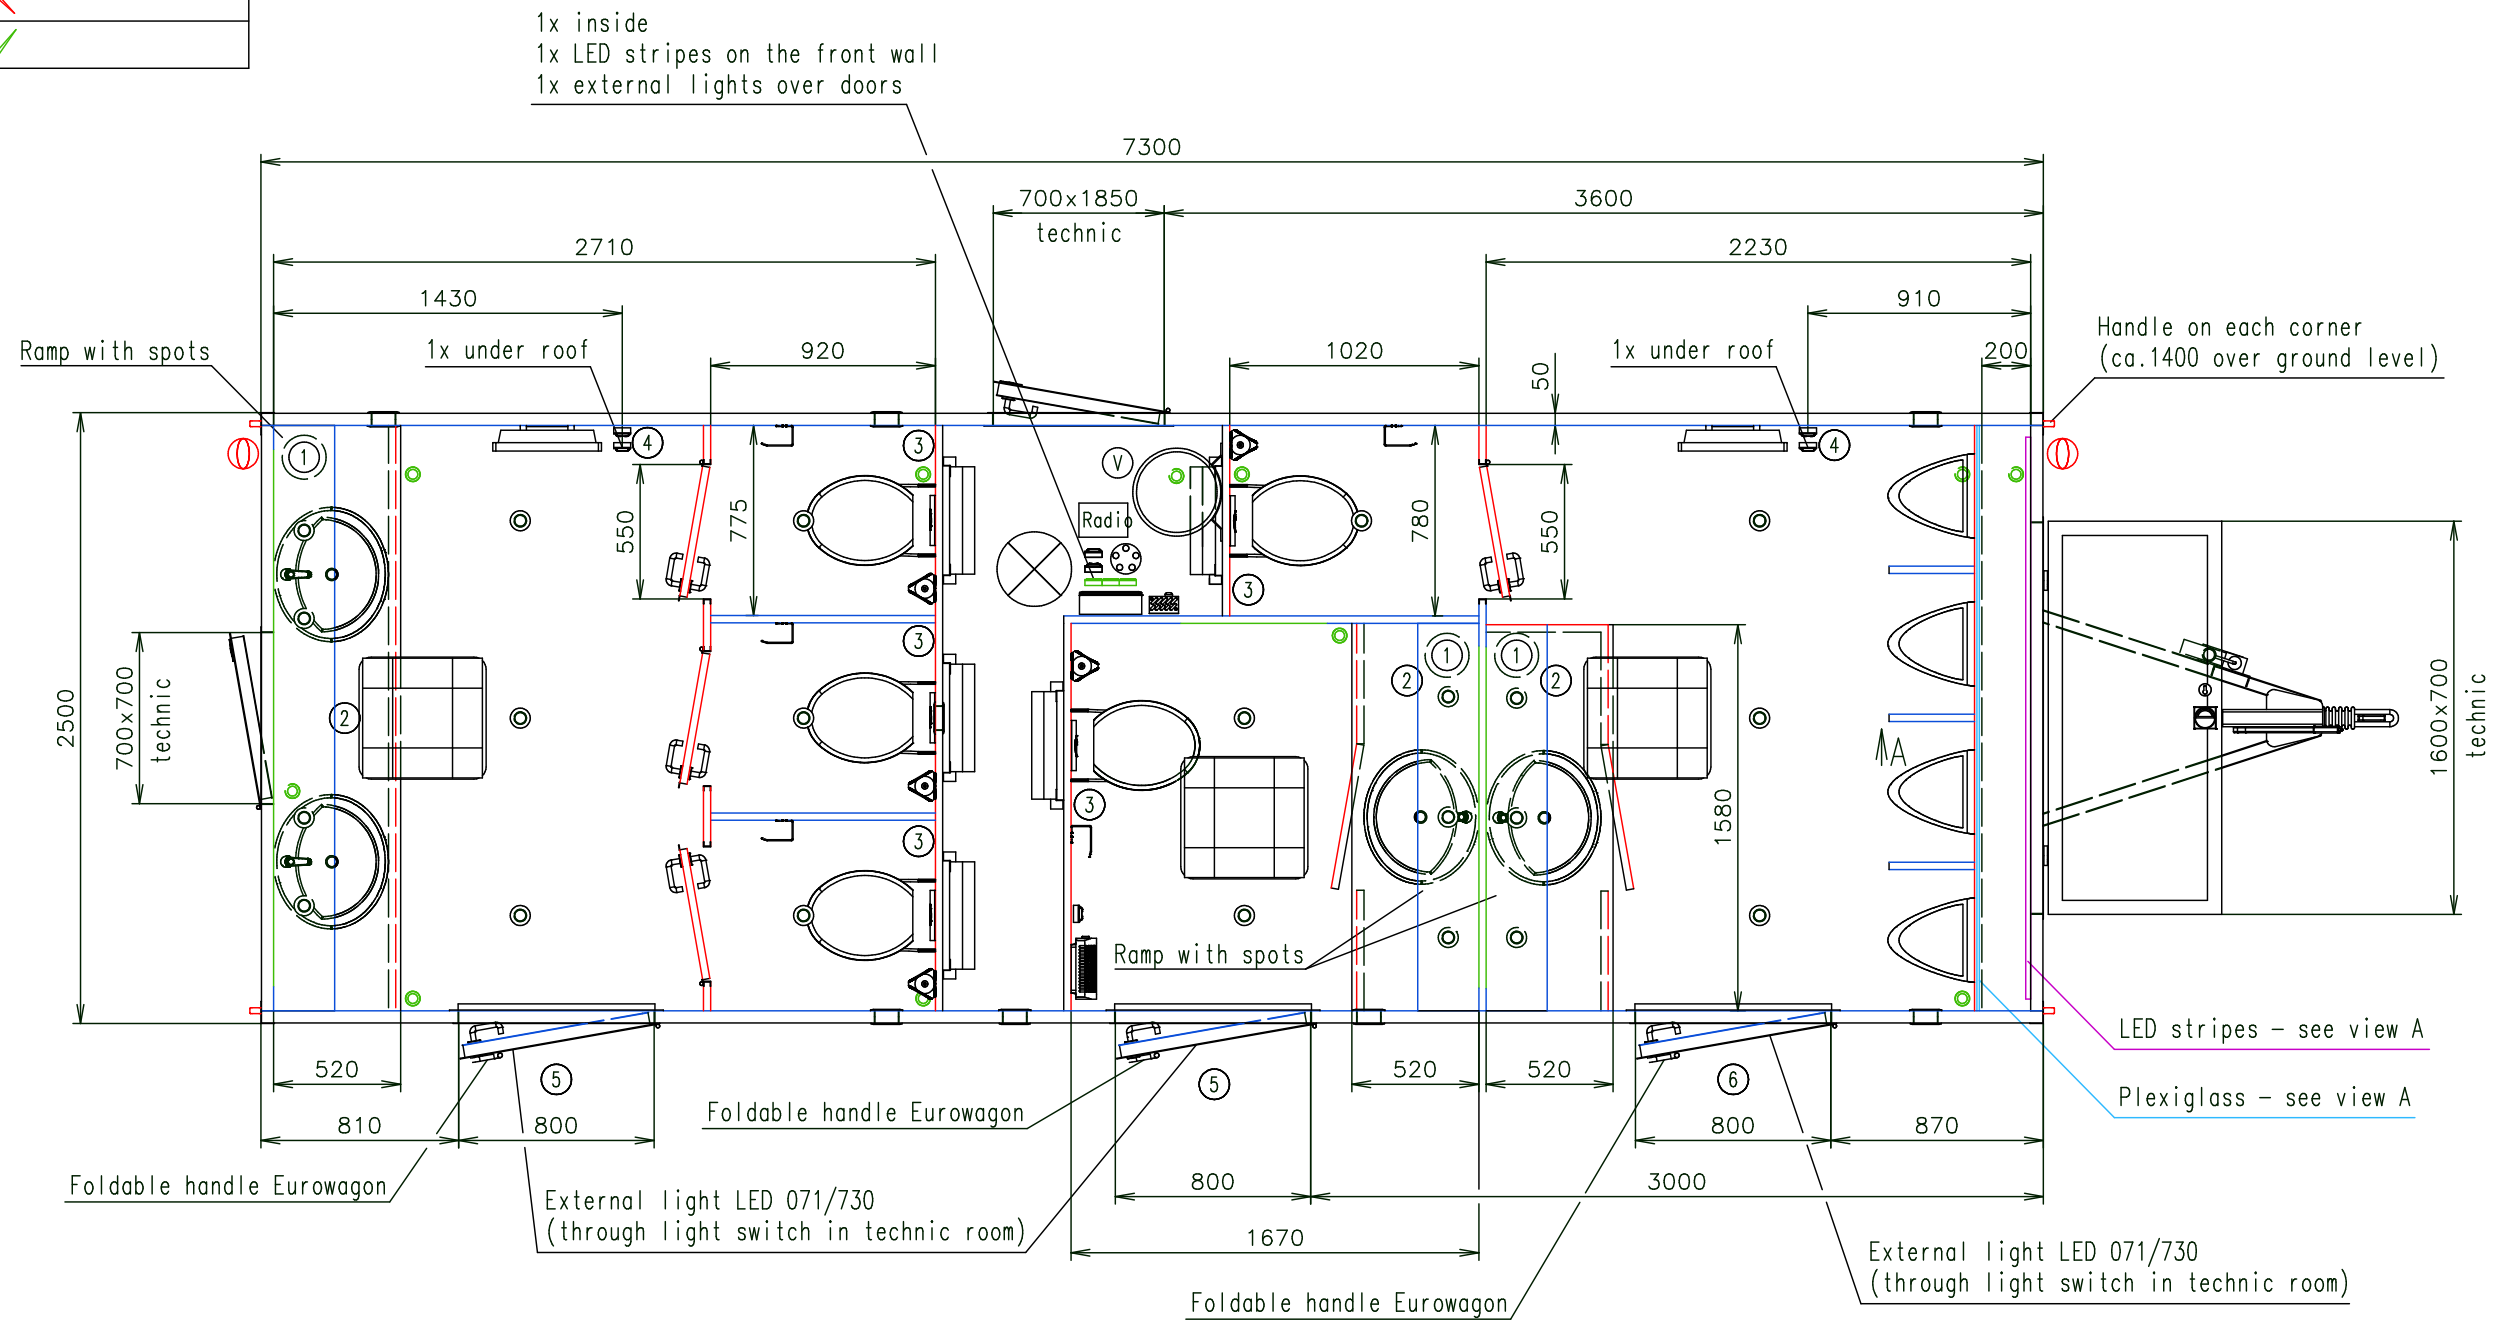 1x inside
1x LED stripes on the front wall
1x external lights over doors
7300
700x1850
technic
3600
2710
2230
1430
910
Ramp with spots
1x under roof
920
1020
1x under roof
200
Handle on each corner
(ca.1400 over ground level)
50
1
4
3
V
4
550
775
Radio
780
550
3
3
1
1
2
2
2
2500
700x700
technic
A
1600x700
technic
3
3
1580
Ramp with spots
LED stripes – see view A
520
5
5
520
520
6
Plexiglass – see view A
Foldable handle Eurowagon
810
800
800
870
Foldable handle Eurowagon
External light LED 071/730
(through light switch in technic room)
800
3000
1670
External light LED 071/730
(through light switch in technic room)
Foldable handle Eurowagon